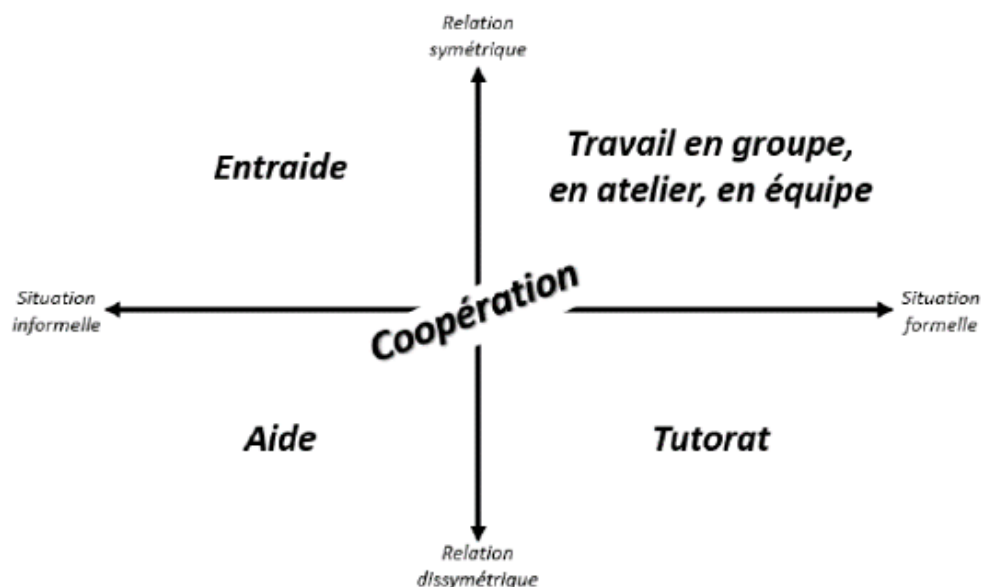 Relation
symétrique
Entraide
Travail en groupe,
en atelier, en équipe
Situation
informelle
Coopération
Situation
formelle
Aide
Tutorat
Relation
dissymétrique